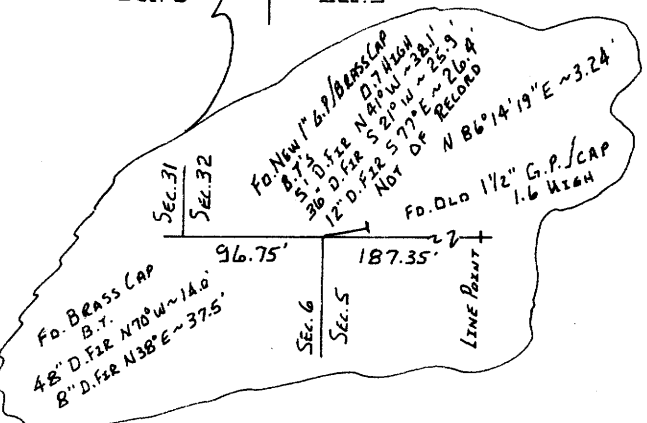 FD. NEW 1" G.P/BRASS CAP
0.7 HIGH
B.T'S
5' D.FIR N 41° W ~ 38.1'
36" D.FIR S 21° W ~ 25.9'
12" D.FIR S 77° E ~ 26.4'
NOT OF RECORD
N 86°14'19" E ~ 3.24'
FD. OLD 1½" G.P./CAP
1.6 HIGH
SEC.31
SEC.32
96.75'
187.35'
SEC.6
SEC.5
LINE POINT
FD. BRASS CAP
B.T.
48" D.FIR N70°W ~ 14.0'
8" D.FIR N38°E ~ 37.5'